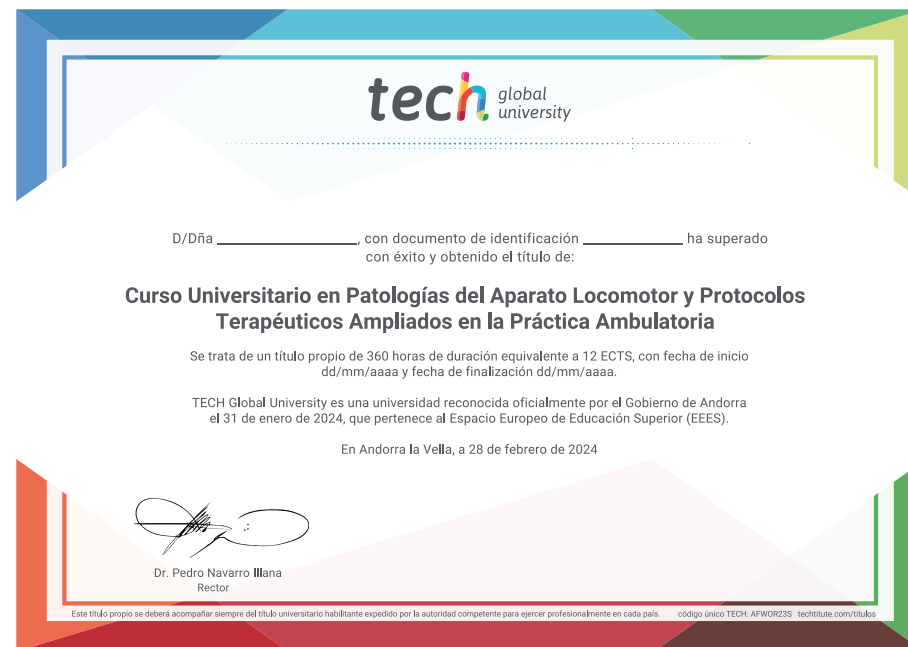 tech global university
D/Dña ____________________, con documento de identificación ______________ ha superado
con éxito y obtenido el título de:
Curso Universitario en Patologías del Aparato Locomotor y Protocolos
Terapéuticos Ampliados en la Práctica Ambulatoria
Se trata de un título propio de 360 horas de duración equivalente a 12 ECTS, con fecha de inicio
dd/mm/aaaa y fecha de finalización dd/mm/aaaa.
TECH Global University es una universidad reconocida oficialmente por el Gobierno de Andorra
el 31 de enero de 2024, que pertenece al Espacio Europeo de Educación Superior (EEES).
En Andorra la Vella, a 28 de febrero de 2024
Dr. Pedro Navarro Illana
Rector
Este título propio se deberá acompañar siempre del título universitario habilitante expedido por la autoridad competente para ejercer profesionalmente en cada país. código único TECH: AFWOR23S techtitute.com/titulos